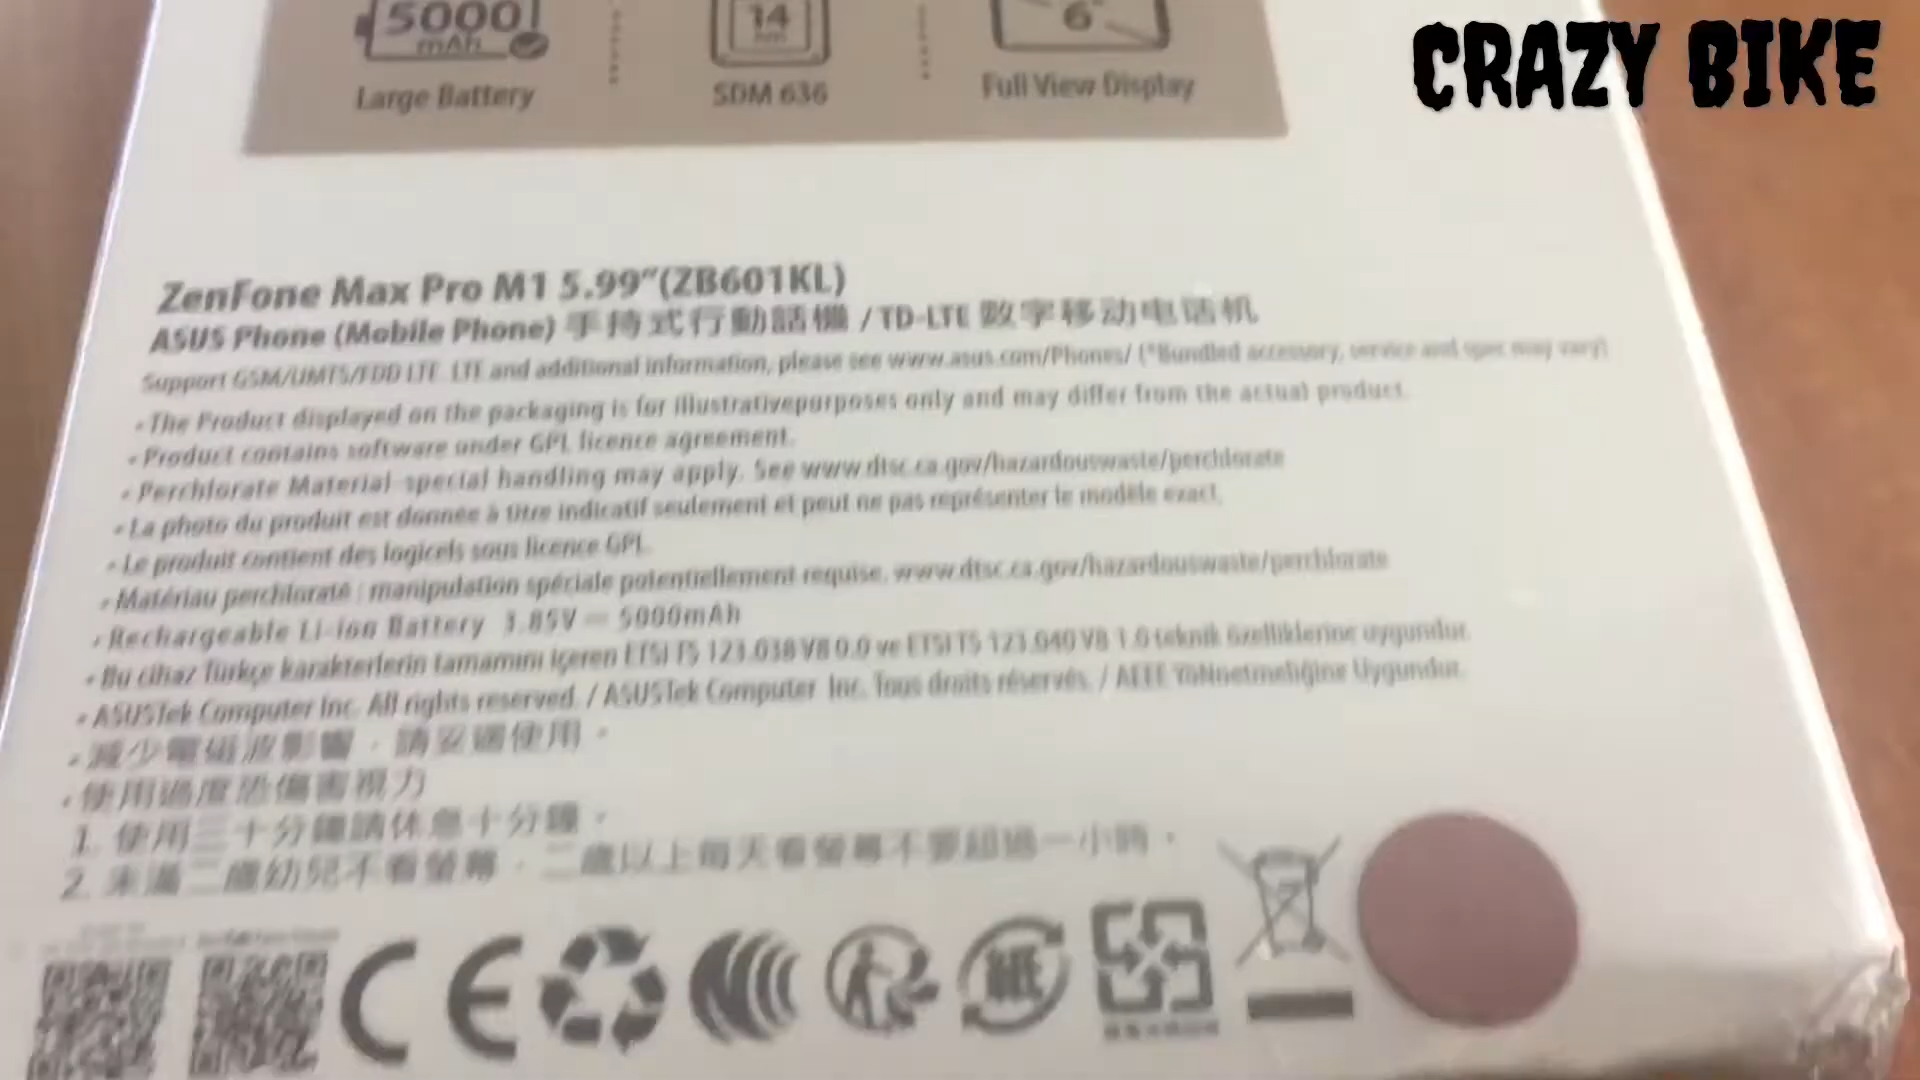 CRAZY BIKE
5000
mAh
14
6"
Large Battery
SDM 636
Full View Display
ZenFone Max Pro M1 5.99"(ZB601KL)
ASUS Phone (Mobile Phone) 手持式行動話機 / TD-LTE 数字移动电话机
Support GSM/UMTS/FDD LTE. LTE and additional information, please see www.asus.com/Phones/ (*Bundled accessory, service and spec may vary)
• The Product displayed on the packaging is for illustrativepurposes only and may differ from the actual product.
• Product contains software under GPL licence agreement.
• Perchlorate Material-special handling may apply. See www.dtsc.ca.gov/hazardouswaste/perchlorate
• La photo du produit est donnée à titre indicatif seulement et peut ne pas représenter le modèle exact.
• Le produit contient des logicels sous licence GPL.
• Matériau perchloraté : manipulation spéciale potentiellement requise. www.dtsc.ca.gov/hazardouswaste/perchlorate
• Rechargeable Li-ion Battery 3.85V ⎓ 5000mAh
• Bu cihaz Türkçe karakterlerin tamamını içeren ETSI TS 123.038 V8 0.0 ve ETSI TS 123.040 V8 1.0 teknik özelliklerine uygundur.
• ASUSTek Computer Inc. All rights reserved. / ASUSTek Computer Inc. Tous droits réservés. / AEEE YöNnetmeliğine Uygundur.
• 減少電磁波影響，請妥適使用。
• 使用過度恐傷害視力
1. 使用三十分鐘請休息十分鐘。
2. 未滿二歲幼兒不看螢幕，二歲以上每天看螢幕不要超過一小時。
CE
紙